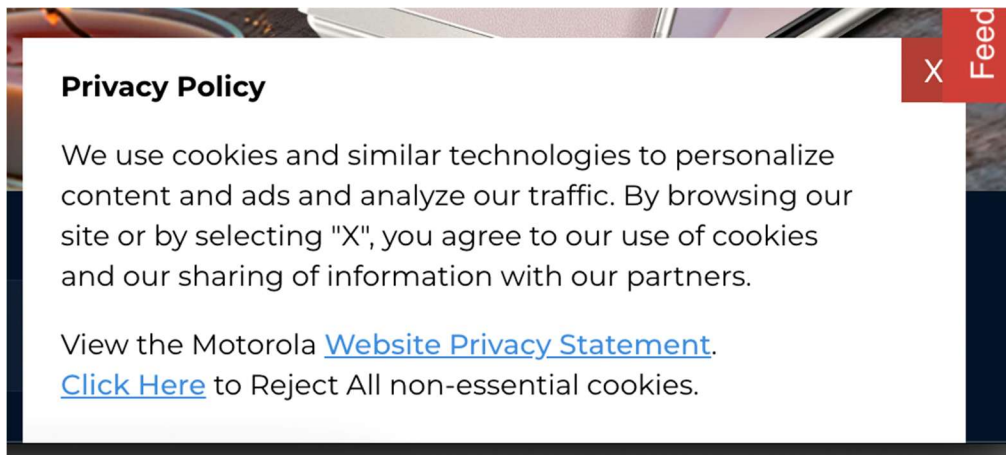 Feed
X
Privacy Policy
We use cookies and similar technologies to personalize
content and ads and analyze our traffic. By browsing our
site or by selecting "X", you agree to our use of cookies
and our sharing of information with our partners.
View the Motorola Website Privacy Statement.
Click Here to Reject All non-essential cookies.